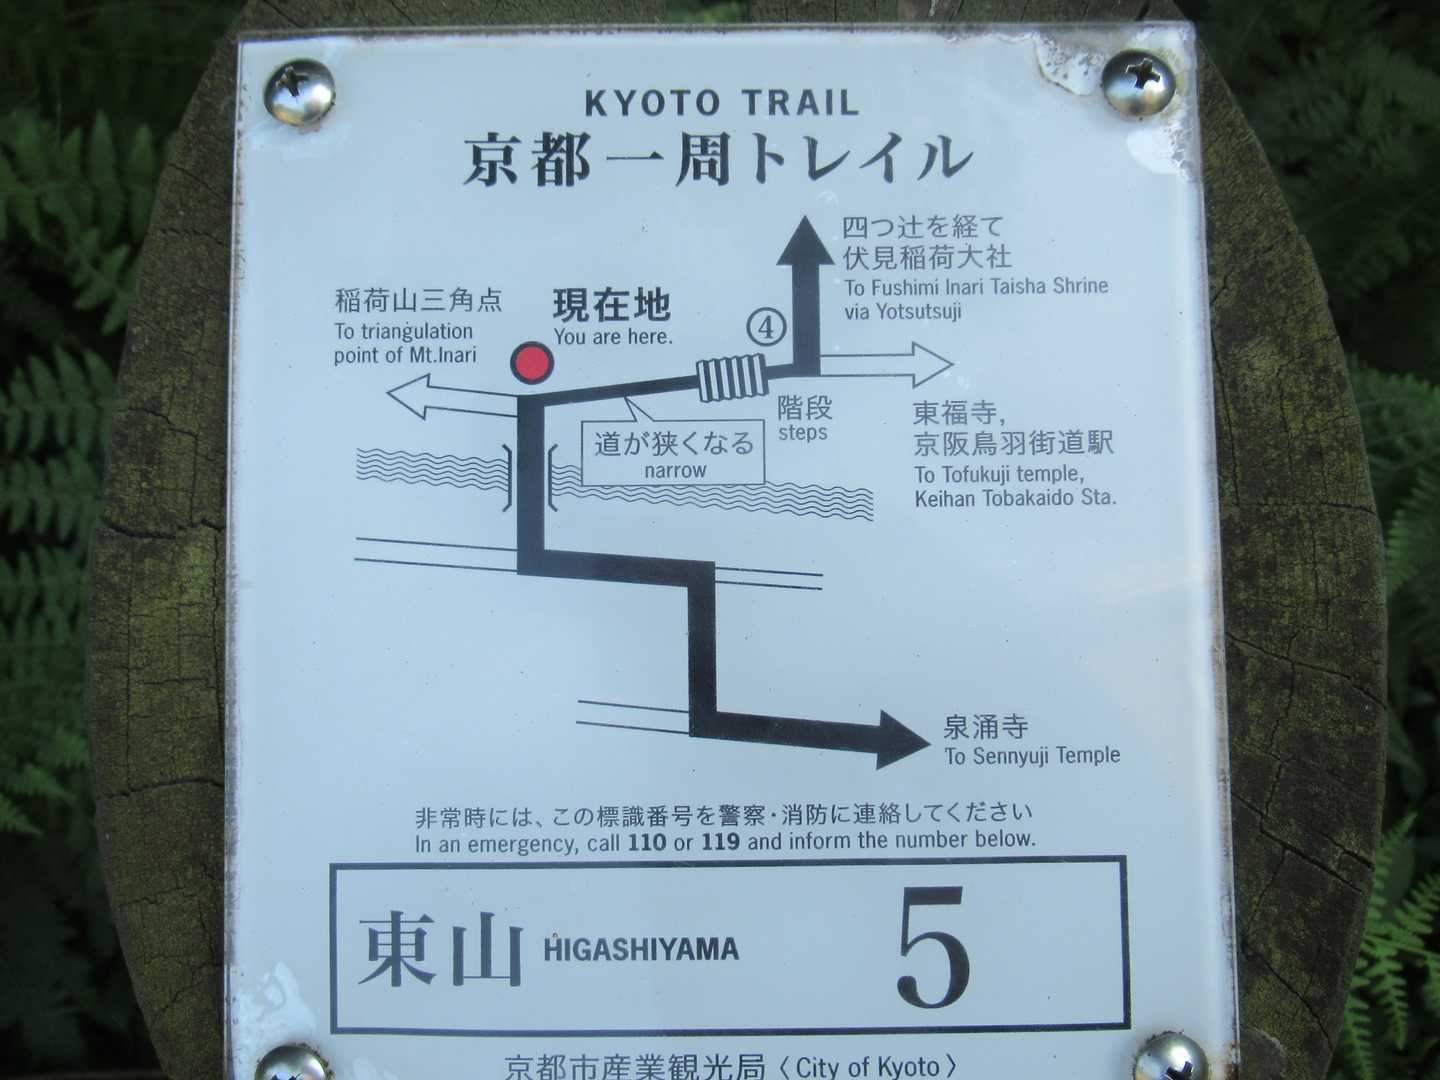 KYOTO TRAIL
京都一周トレイル
四つ辻を経て
伏見稲荷大社
To Fushimi Inari Taisha Shrine
via Yotsutsuji
稲荷山三角点
To triangulation
point of Mt.Inari
現在地
You are here.
④
階段
steps
道が狭くなる
narrow
東福寺,
京阪鳥羽街道駅
To Tofukuji temple,
Keihan Tobakaido Sta.
泉涌寺
To Sennyuji Temple
非常時には、この標識番号を警察・消防に連絡してください
In an emergency, call 110 or 119 and inform the number below.
東山 HIGASHIYAMA 5
京都市産業観光局〈City of Kyoto〉